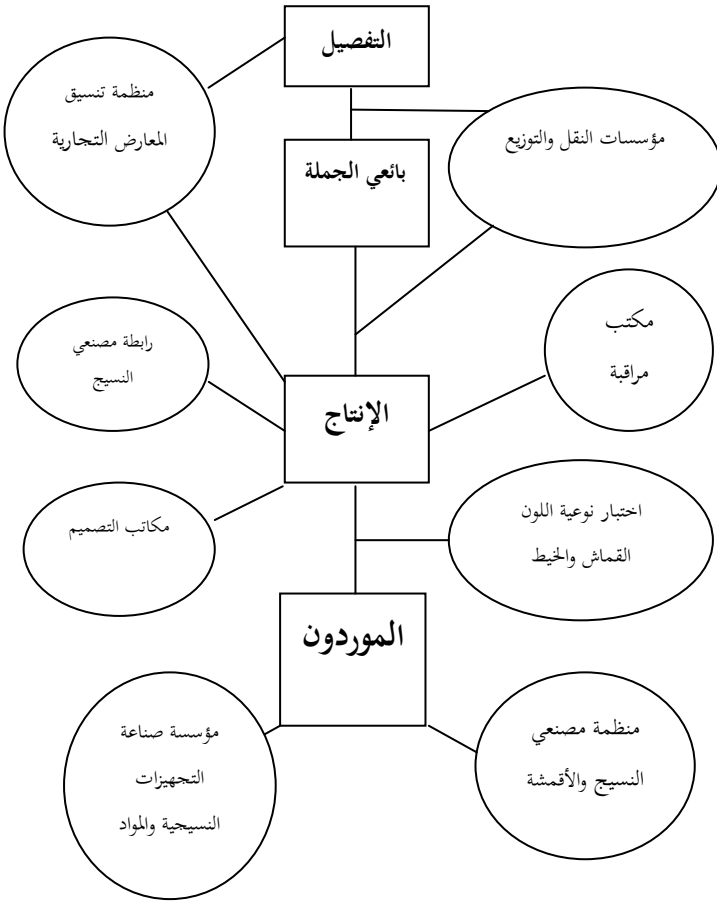 التفصيل
منظمة تنسيق
المعارض التجارية
مؤسسات النقل والتوزيع
بائعي الجملة
مكتب
مراقبة
رابطة مصنعي
النسيج
الإنتاج
اختبار نوعية اللون
القماش والخيط
مكاتب التصميم
الموردون
منظمة مصنعي
النسيج والأقمشة
مؤسسة صناعة
التجهيزات
النسيجية والمواد